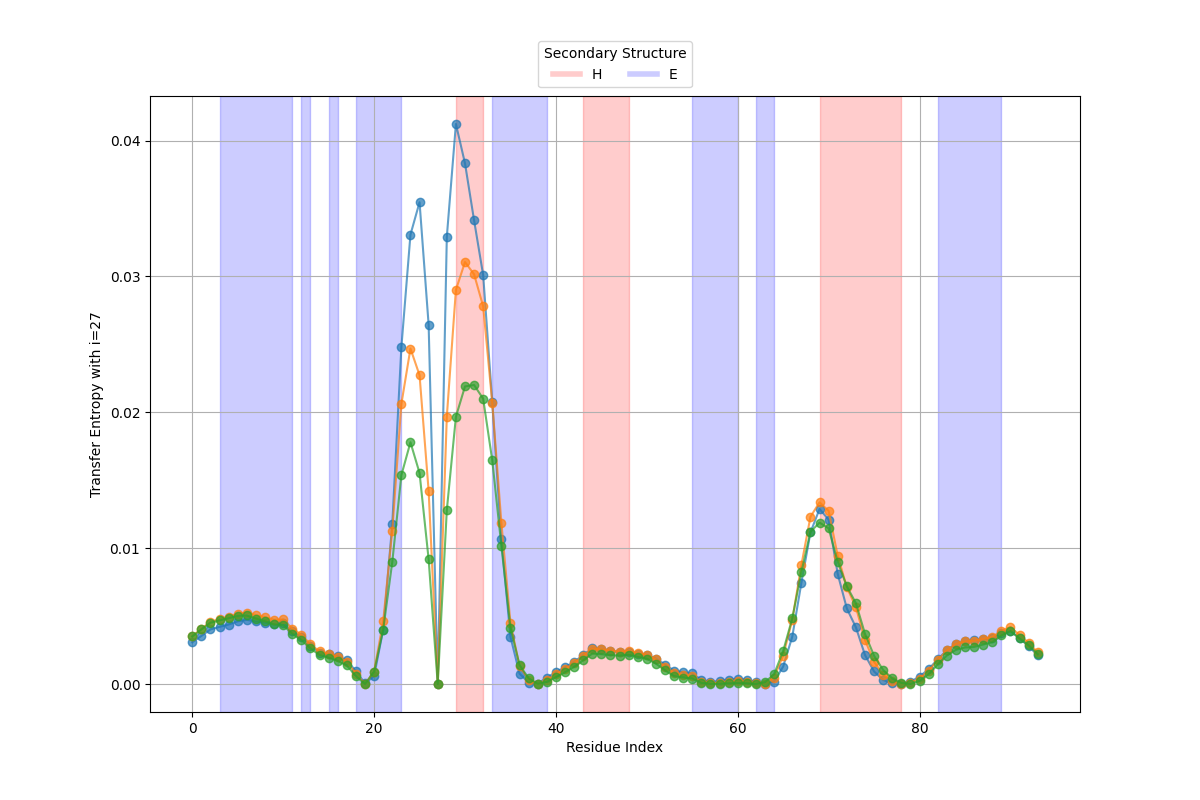 Secondary Structure
H E
0.04
0.03
0.02
0.01
0.00
Transfer Entropy with i=27
0 20 40 60 80
Residue Index